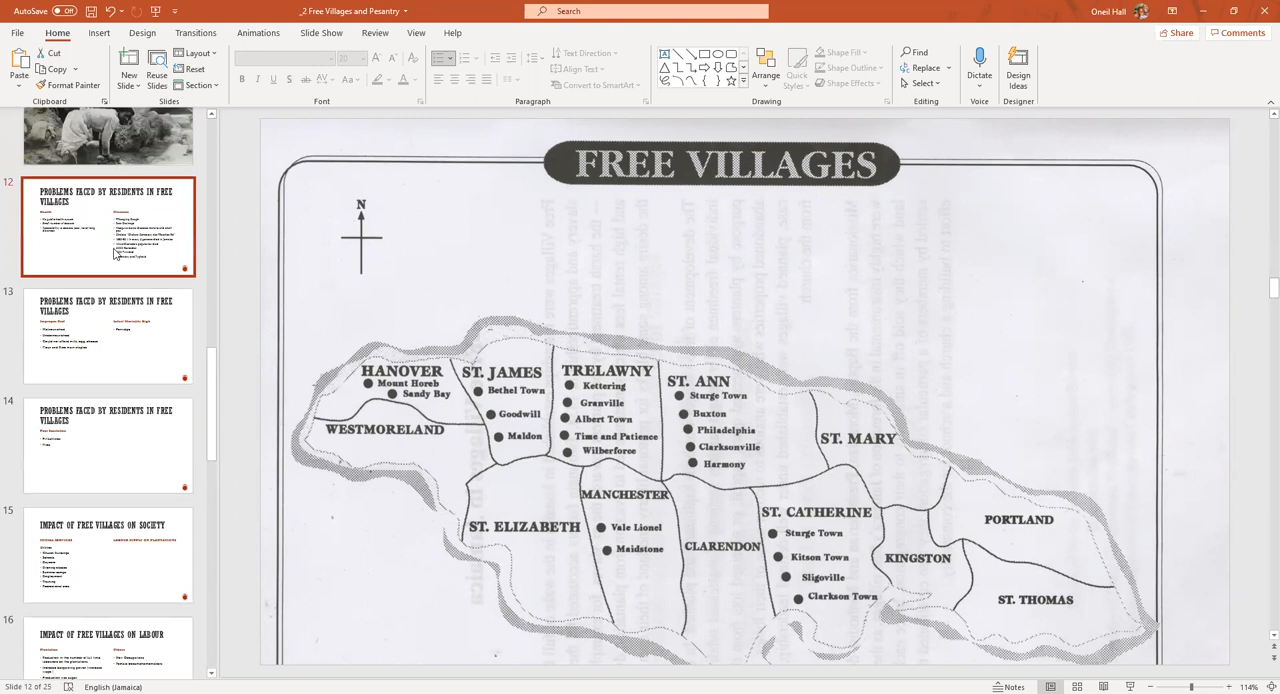 AutoSave Off
_2 Free Villages and Pesantry
Search
Oneil Hall
File Home Insert Design Transitions Animations Slide Show Review View Help
Share Comments
Paste
Cut
Copy
Format Painter
Clipboard
New Slide
Reuse Slides
Layout
Reset
Section
Slides
20
Font
Text Direction
Align Text
Convert to SmartArt
Paragraph
Arrange
Quick Styles
Shape Fill
Shape Outline
Shape Effects
Drawing
Find
Replace
Select
Editing
Dictate
Voice
Design Ideas
Designer
12
PROBLEMS FACED BY RESIDENTS IN FREE
VILLAGES
13
PROBLEMS FACED BY RESIDENTS IN FREE
VILLAGES
14
PROBLEMS FACED BY RESIDENTS IN FREE
VILLAGES
15
IMPACT OF FREE VILLAGES ON SOCIETY
16
IMPACT OF FREE VILLAGES ON LABOUR
FREE VILLAGES
N
HANOVER
Mount Horeb
Sandy Bay
WESTMORELAND
ST. JAMES
Bethel Town
Goodwill
Maldon
TRELAWNY
Kettering
Granville
Albert Town
Time and Patience
Wilberforce
ST. ANN
Sturge Town
Buxton
Philadelphia
Clarksonville
Harmony
ST. MARY
ST. ELIZABETH
MANCHESTER
Vale Lionel
Maidstone
CLARENDON
ST. CATHERINE
Sturge Town
Kitson Town
Sligoville
Clarkson Town
KINGSTON
PORTLAND
ST. THOMAS
Slide 12 of 25
English (Jamaica)
Notes
114%